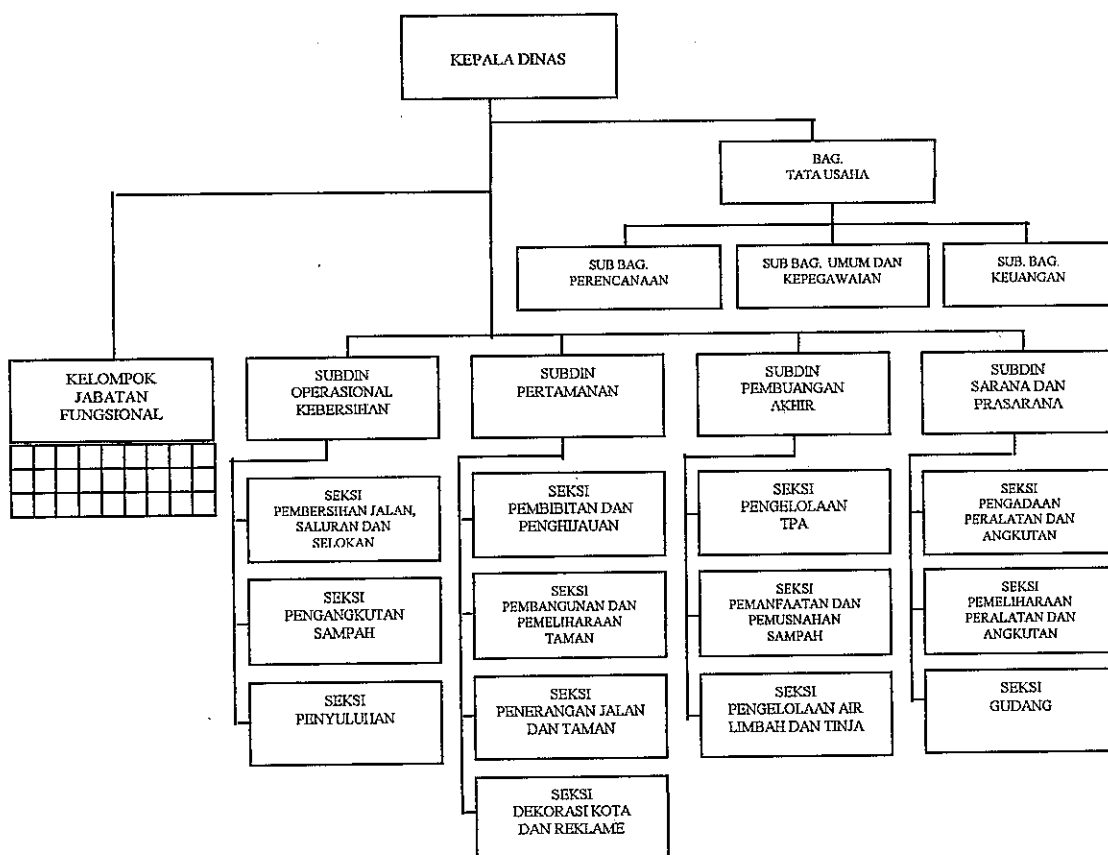 KEPALA DINAS
BAG.
TATA USAHA
SUB BAG.
PERENCANAAN
SUB BAG. UMUM DAN
KEPEGAWAIAN
SUB. BAG.
KEUANGAN
KELOMPOK
JABATAN
FUNGSIONAL
SUBDIN
OPERASIONAL
KEBERSIHAN
SUBDIN
PERTAMANAN
SUBDIN
PEMBUANGAN
AKHIR
SUBDIN
SARANA DAN
PRASARANA
SEKSI
PEMBERSIHAN JALAN,
SALURAN DAN
SELOKAN
SEKSI
PENGANGKUTAN
SAMPAH
SEKSI
PENYULUHAN
SEKSI
PEMBIBITAN DAN
PENGHIJAUAN
SEKSI
PEMBANGUNAN DAN
PEMELIHARAAN
TAMAN
SEKSI
PENERANGAN JALAN
DAN TAMAN
SEKSI
DEKORASI KOTA
DAN REKLAME
SEKSI
PENGELOLAAN
TPA
SEKSI
PEMANFAATAN DAN
PEMUSNAHAN
SAMPAH
SEKSI
PENGELOLAAN AIR
LIMBAH DAN TINJA
SEKSI
PENGADAAN
PERALATAN DAN
ANGKUTAN
SEKSI
PEMELIHARAAN
PERALATAN DAN
ANGKUTAN
SEKSI
GUDANG